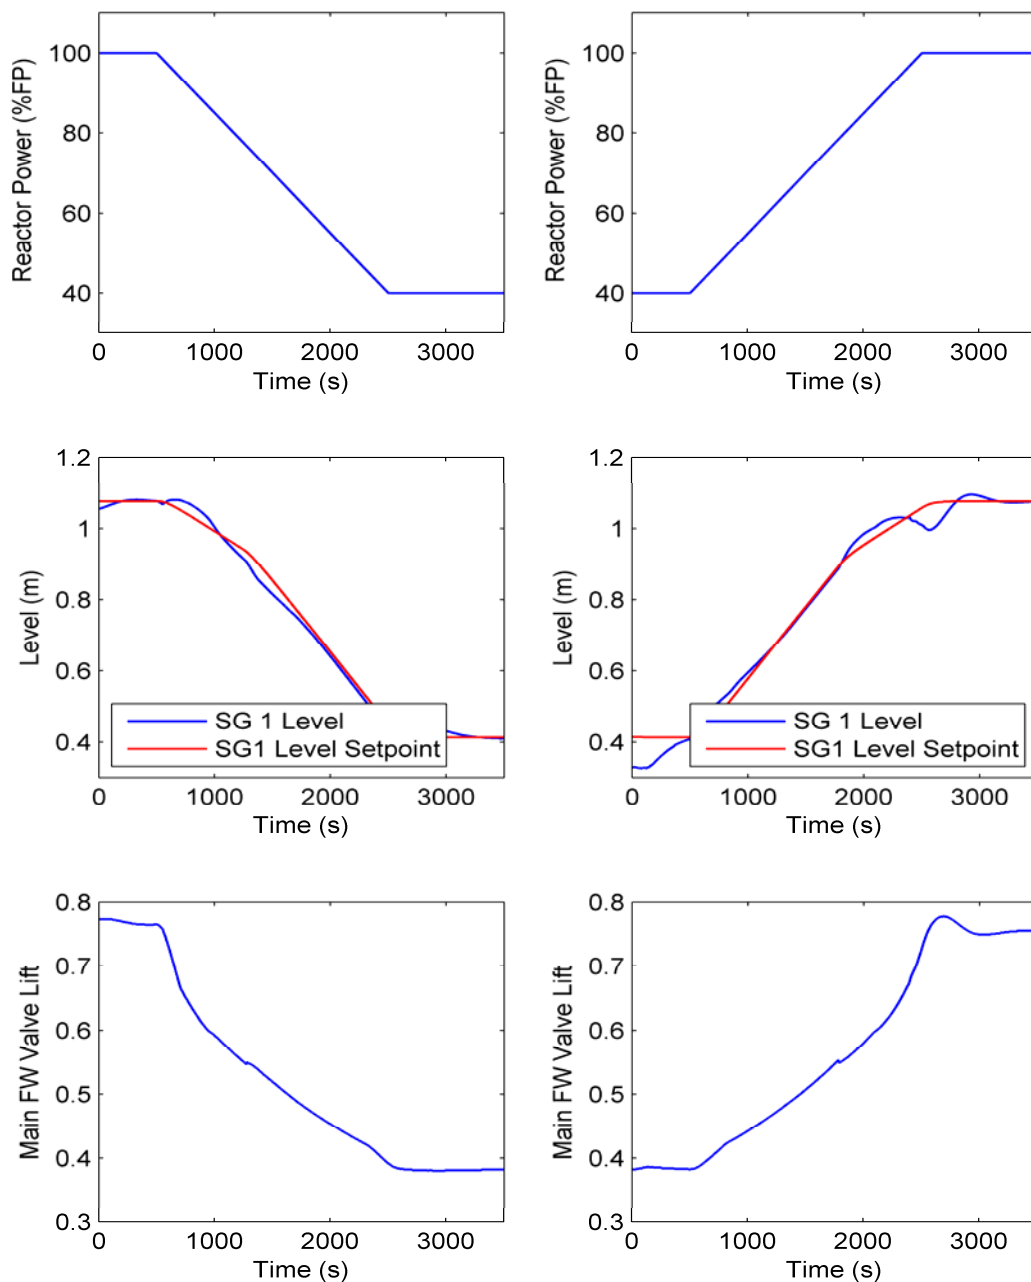 Reactor Power (%FP)
100
80
60
40
0 1000 2000 3000
Time (s)
Reactor Power (%FP)
100
80
60
40
0 1000 2000 3000
Time (s)
Level (m)
1.2
1
0.8
0.6
0.4
SG 1 Level
SG1 Level Setpoint
0 1000 2000 3000
Time (s)
Level (m)
1.2
1
0.8
0.6
0.4
SG 1 Level
SG1 Level Setpoint
0 1000 2000 3000
Time (s)
Main FW Valve Lift
0.8
0.7
0.6
0.5
0.4
0.3
0 1000 2000 3000
Time (s)
Main FW Valve Lift
0.8
0.7
0.6
0.5
0.4
0.3
0 1000 2000 3000
Time (s)